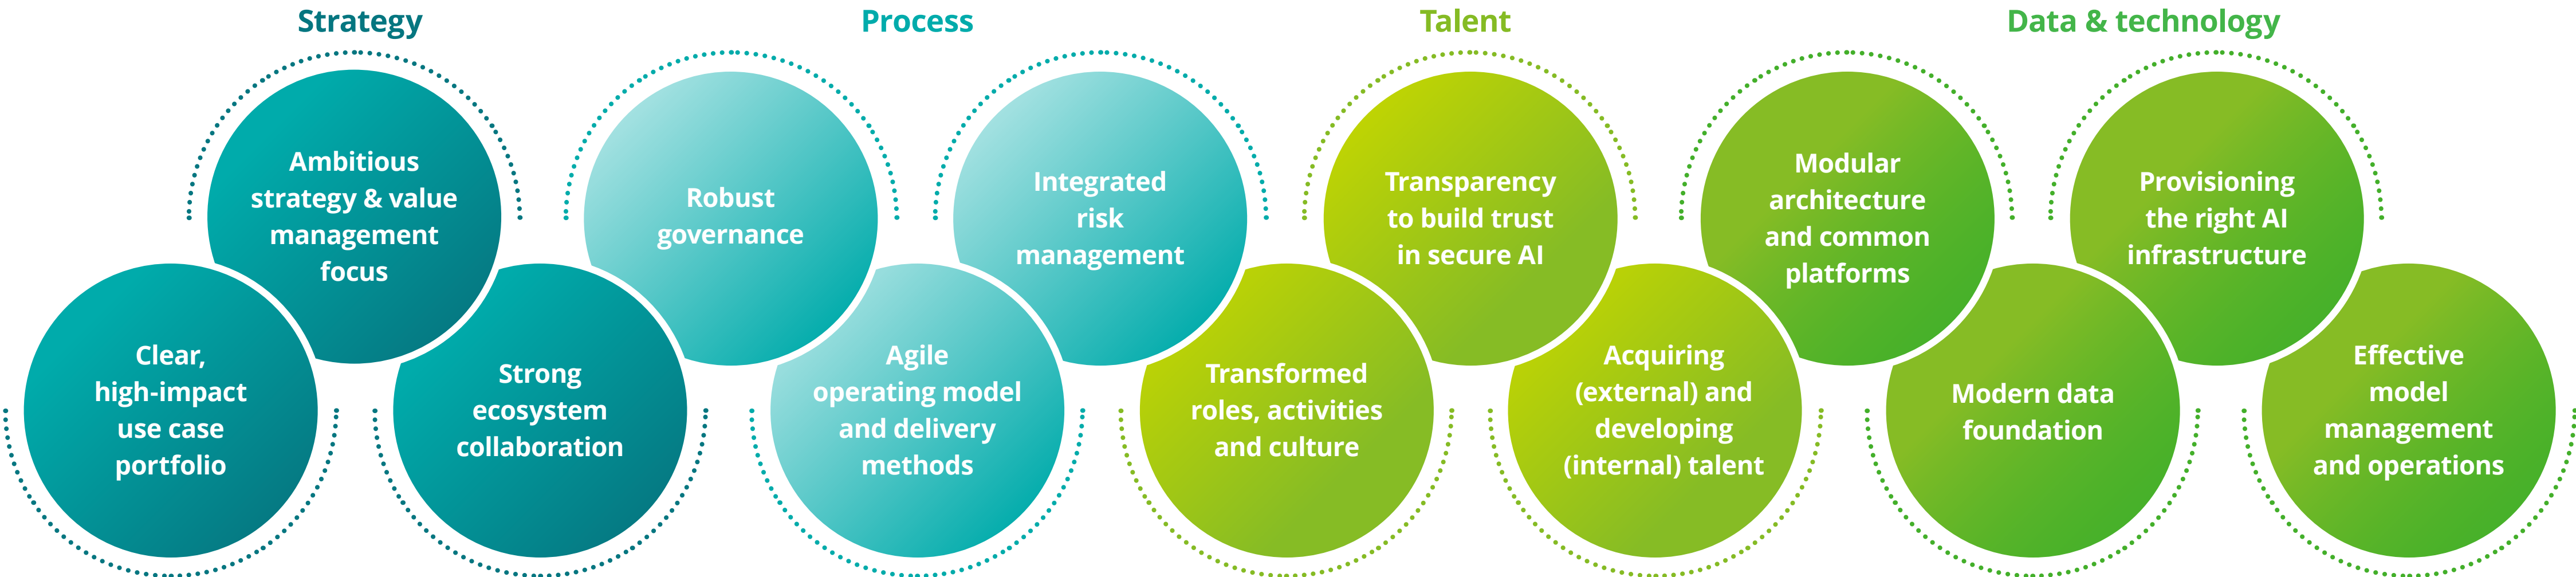 Strategy
Process
Talent
Data & technology
Clear,
high-impact
use case
portfolio
Ambitious
strategy & value
management
focus
Strong
ecosystem
collaboration
Robust
governance
Agile
operating model
and delivery
methods
Integrated
risk
management
Transformed
roles, activities
and culture
Transparency
to build trust
in secure AI
Acquiring
(external) and
developing
(internal) talent
Modular
architecture
and common
platforms
Modern data
foundation
Provisioning
the right AI
infrastructure
Effective
model
management
and operations